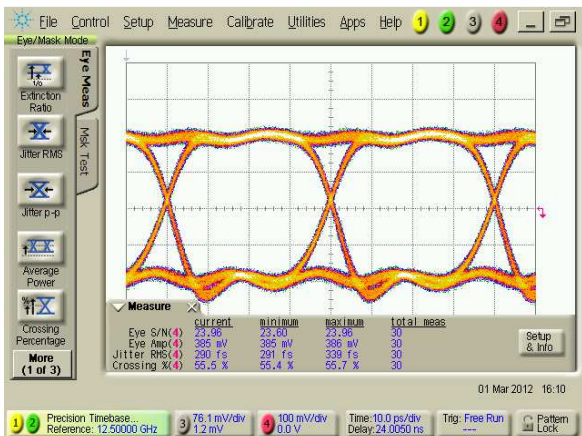 File Control Setup Measure Calibrate Utilities Apps Help 1 2 3 4
Eye/Mask Mode
Eye Meas
Msk Test
Extinction
Ratio
Jitter RMS
Jitter p-p
Average
Power
Crossing
Percentage
More
(1 of 3)
Measure
current minimum maximum total meas
Eye S/N(4) 23.96 23.60 23.96 30
Eye Amp(4) 385 mV 385 mV 386 mV 30
Jitter RMS(4) 290 fs 291 fs 339 fs 30
Crossing %(4) 55.5 % 55.4 % 55.7 % 30
Setup
& Info
01 Mar 2012 16:10
1 2 Precision Timebase...
Reference: 12.50000 GHz
3 76.1 mV/div
1.2 mV
4 100 mV/div
0.0 V
Time:10.0 ps/div
Delay:24.0050 ns
Trig: Free Run
---
Pattern
Lock